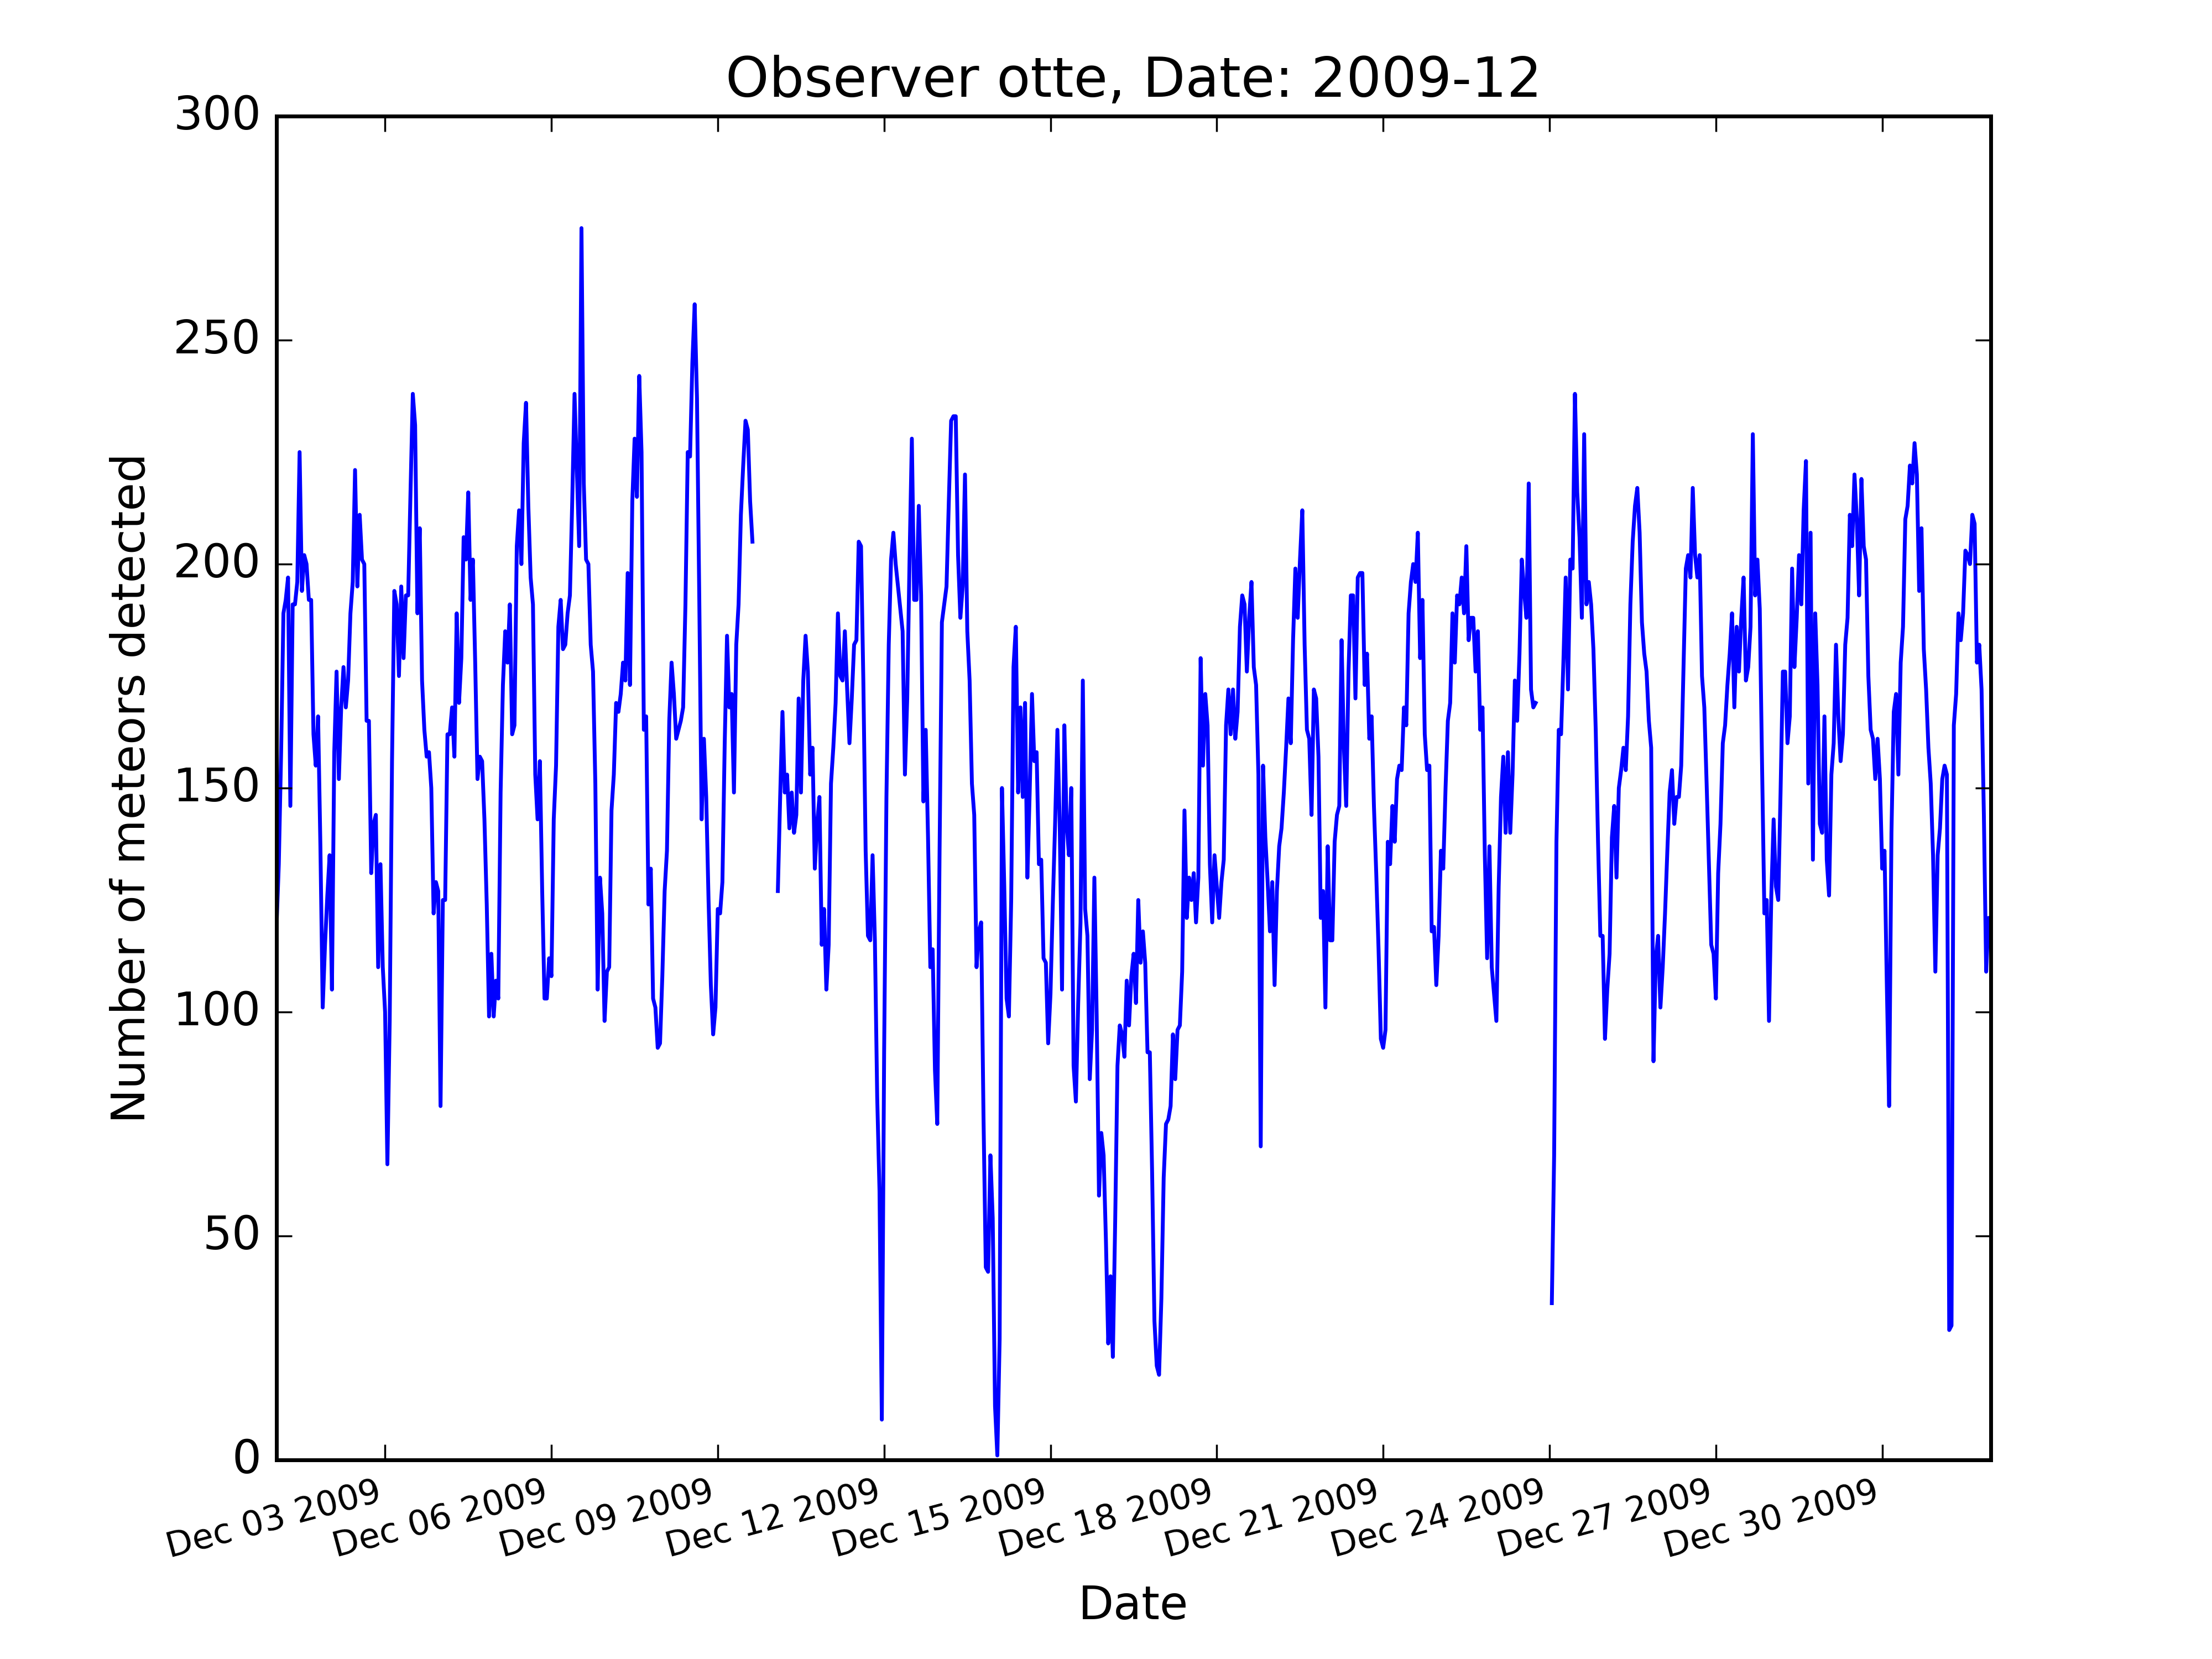 Observer otte, Date: 2009-12
300
250
200
150
100
50
0
Number of meteors detected
Dec 03 2009
Dec 06 2009
Dec 09 2009
Dec 12 2009
Dec 15 2009
Dec 18 2009
Dec 21 2009
Dec 24 2009
Dec 27 2009
Dec 30 2009
Date